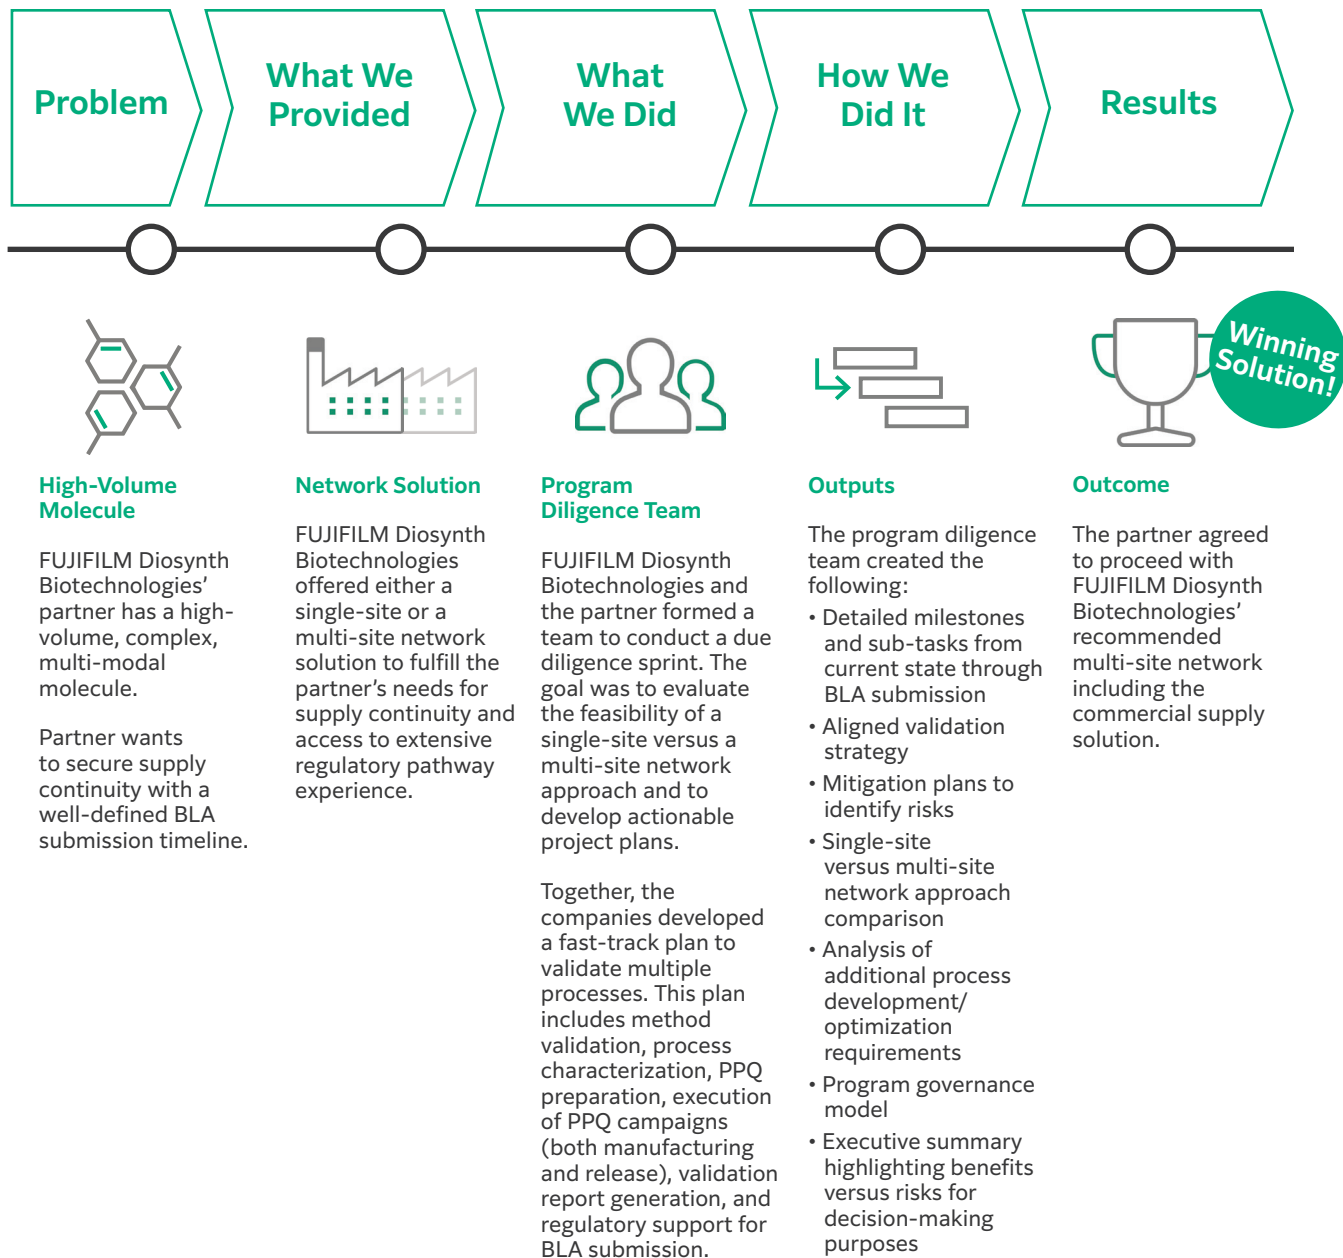 Problem
What We
Provided
What
We Did
How We
Did It
Results
Winning
Solution!
High-Volume
Molecule
FUJIFILM Diosynth
Biotechnologies’
partner has a high-
volume, complex,
multi-modal
molecule.
Partner wants
to secure supply
continuity with a
well-defined BLA
submission timeline.
Network Solution
FUJIFILM Diosynth
Biotechnologies
offered either a
single-site or a
multi-site network
solution to fulfill the
partner’s needs for
supply continuity and
access to extensive
regulatory pathway
experience.
Program
Diligence Team
FUJIFILM Diosynth
Biotechnologies and
the partner formed a
team to conduct a due
diligence sprint. The
goal was to evaluate
the feasibility of a
single-site versus a
multi-site network
approach and to
develop actionable
project plans.
Together, the
companies developed
a fast-track plan to
validate multiple
processes. This plan
includes method
validation, process
characterization, PPQ
preparation, execution
of PPQ campaigns
(both manufacturing
and release), validation
report generation, and
regulatory support for
BLA submission.
Outputs
The program diligence
team created the
following:
• Detailed milestones
and sub-tasks from
current state through
BLA submission
• Aligned validation
strategy
• Mitigation plans to
identify risks
• Single-site
versus multi-site
network approach
comparison
• Analysis of
additional process
development/
optimization
requirements
• Program governance
model
• Executive summary
highlighting benefits
versus risks for
decision-making
purposes
Outcome
The partner agreed
to proceed with
FUJIFILM Diosynth
Biotechnologies’
recommended
multi-site network
including the
commercial supply
solution.